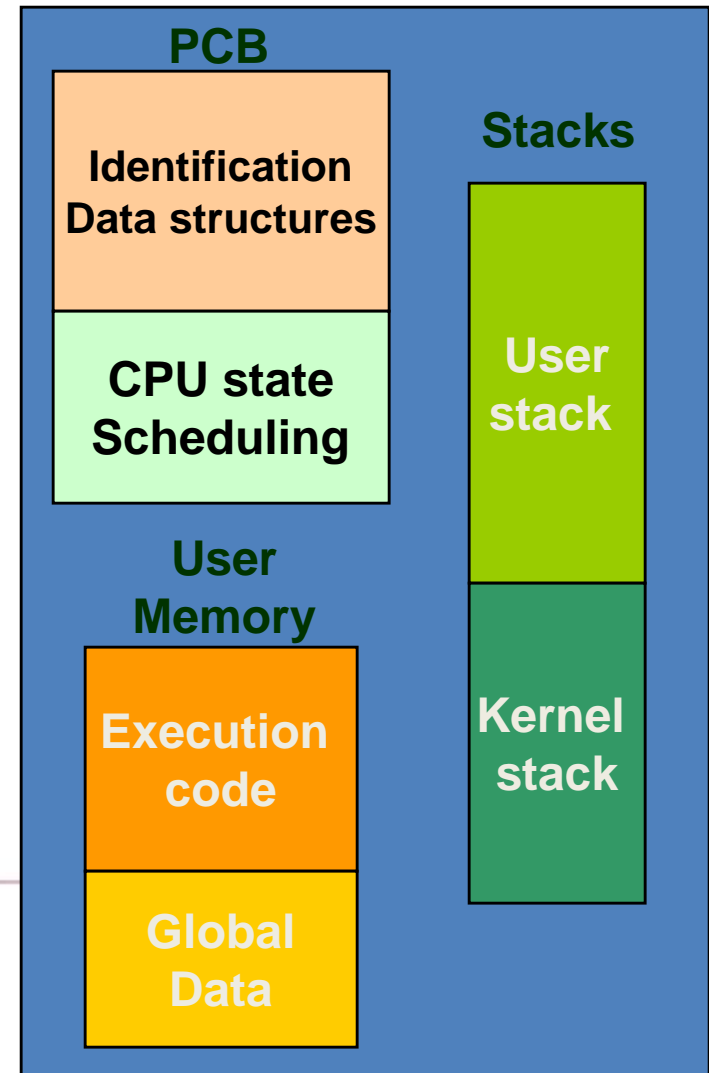 PCB
Identification
Data structures
CPU state
Scheduling
User
Memory
Execution
code
Global
Data
Stacks
User
stack
Kernel
stack